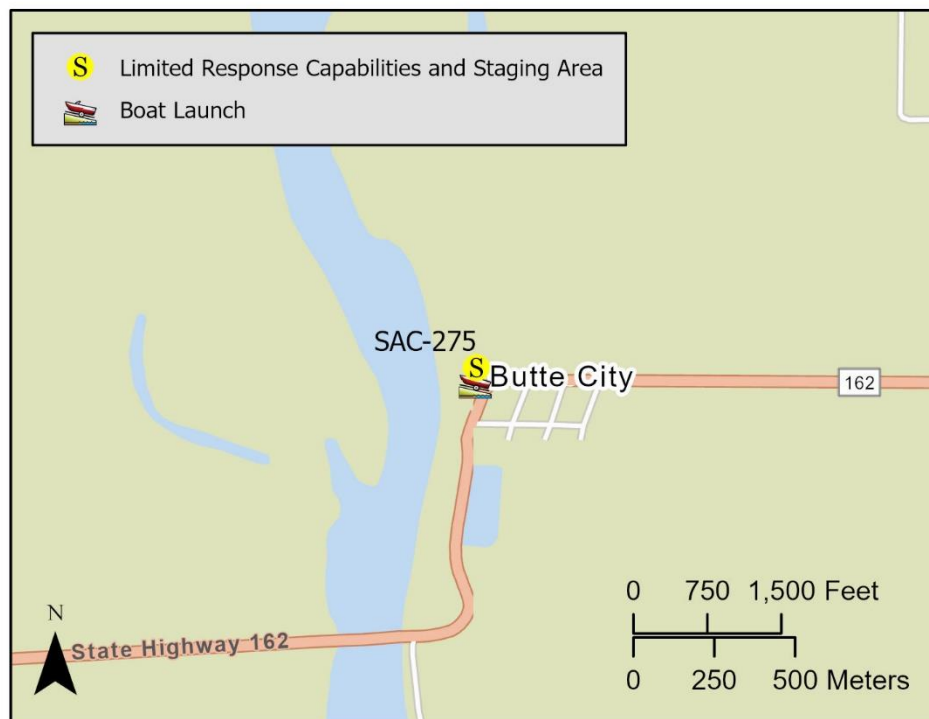 S Limited Response Capabilities and Staging Area
Boat Launch
SAC-275
S
Butte City
162
0 750 1,500 Feet
N
State Highway 162
0 250 500 Meters